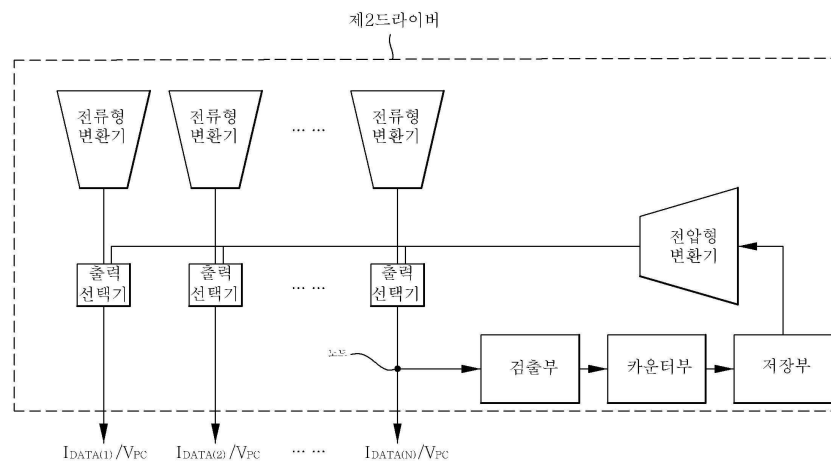 제2드라이버
전류형
변환기
전류형
변환기
... ...
전류형
변환기
전압형
변환기
출력
선택기
출력
선택기
... ...
출력
선택기
노드
검출부
카운터부
저장부
IDATA(1)/VPC
IDATA(2)/VPC
... ...
IDATA(N)/VPC